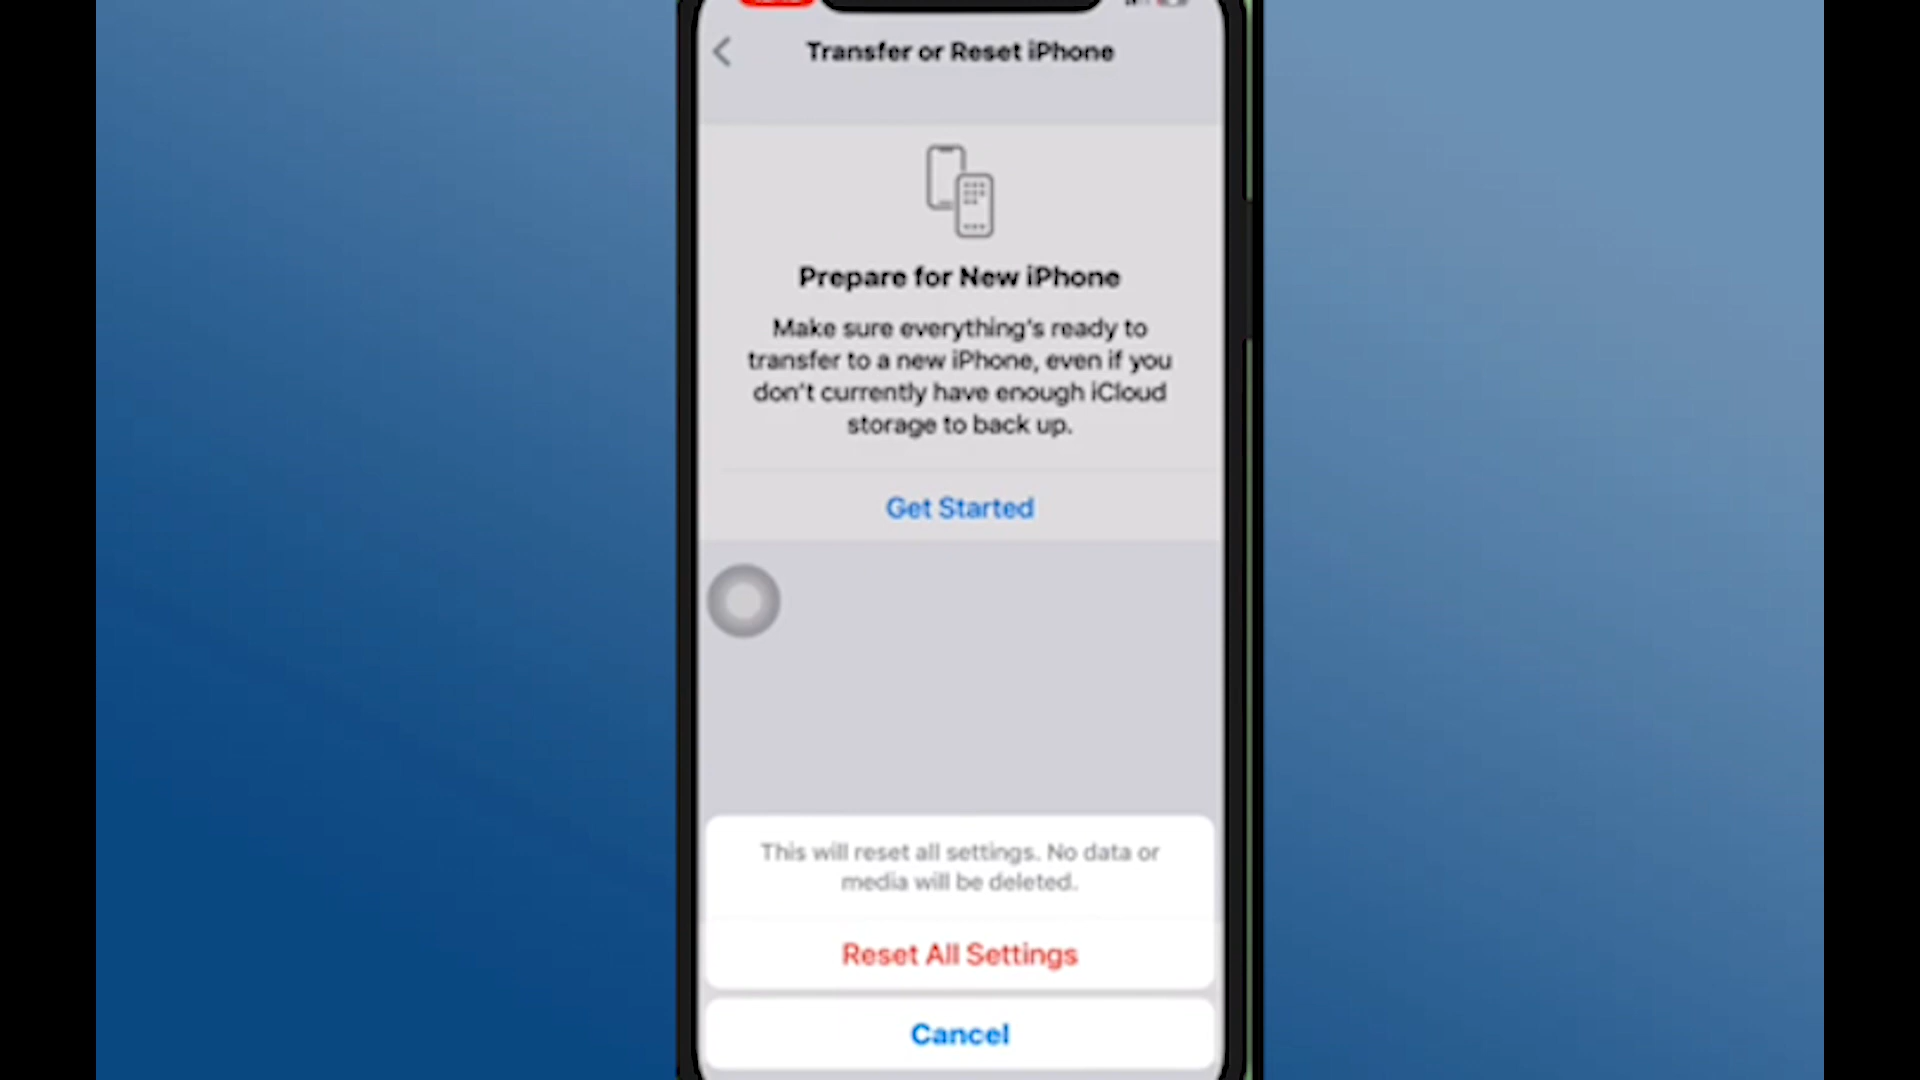 Transfer or Reset iPhone
Prepare for New iPhone
Make sure everything's ready to
transfer to a new iPhone, even if you
don't currently have enough iCloud
storage to back up.
Get Started
This will reset all settings. No data or
media will be deleted.
Reset All Settings
Cancel